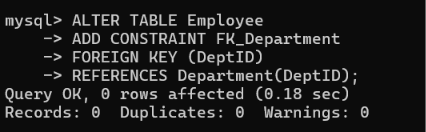 mysql> ALTER TABLE Employee
    -> ADD CONSTRAINT FK_Department
    -> FOREIGN KEY (DeptID)
    -> REFERENCES Department(DeptID);
Query OK, 0 rows affected (0.18 sec)
Records: 0  Duplicates: 0  Warnings: 0